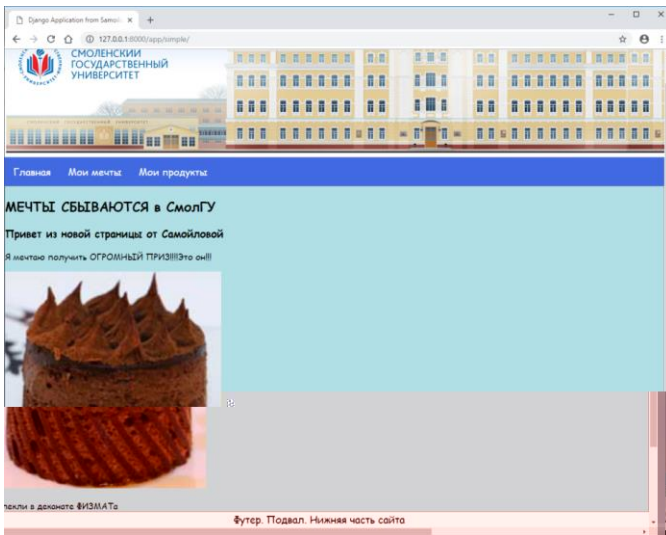 Django Application from Samoil
127.0.0.1:8000/app/simple/
СМОЛЕНСКИЙ
ГОСУДАРСТВЕННЫЙ
УНИВЕРСИТЕТ
Главная Мои мечты Мои продукты
МЕЧТЫ СБЫВАЮТСЯ в СмолГУ
Привет из новой страницы от Самойловой
Я мечтаю получить ОГРОМНЫЙ ПРИЗ!!!!Это он!!!
пекли в деканате ФИЗМАТа
Футер. Подвал. Нижняя часть сайта